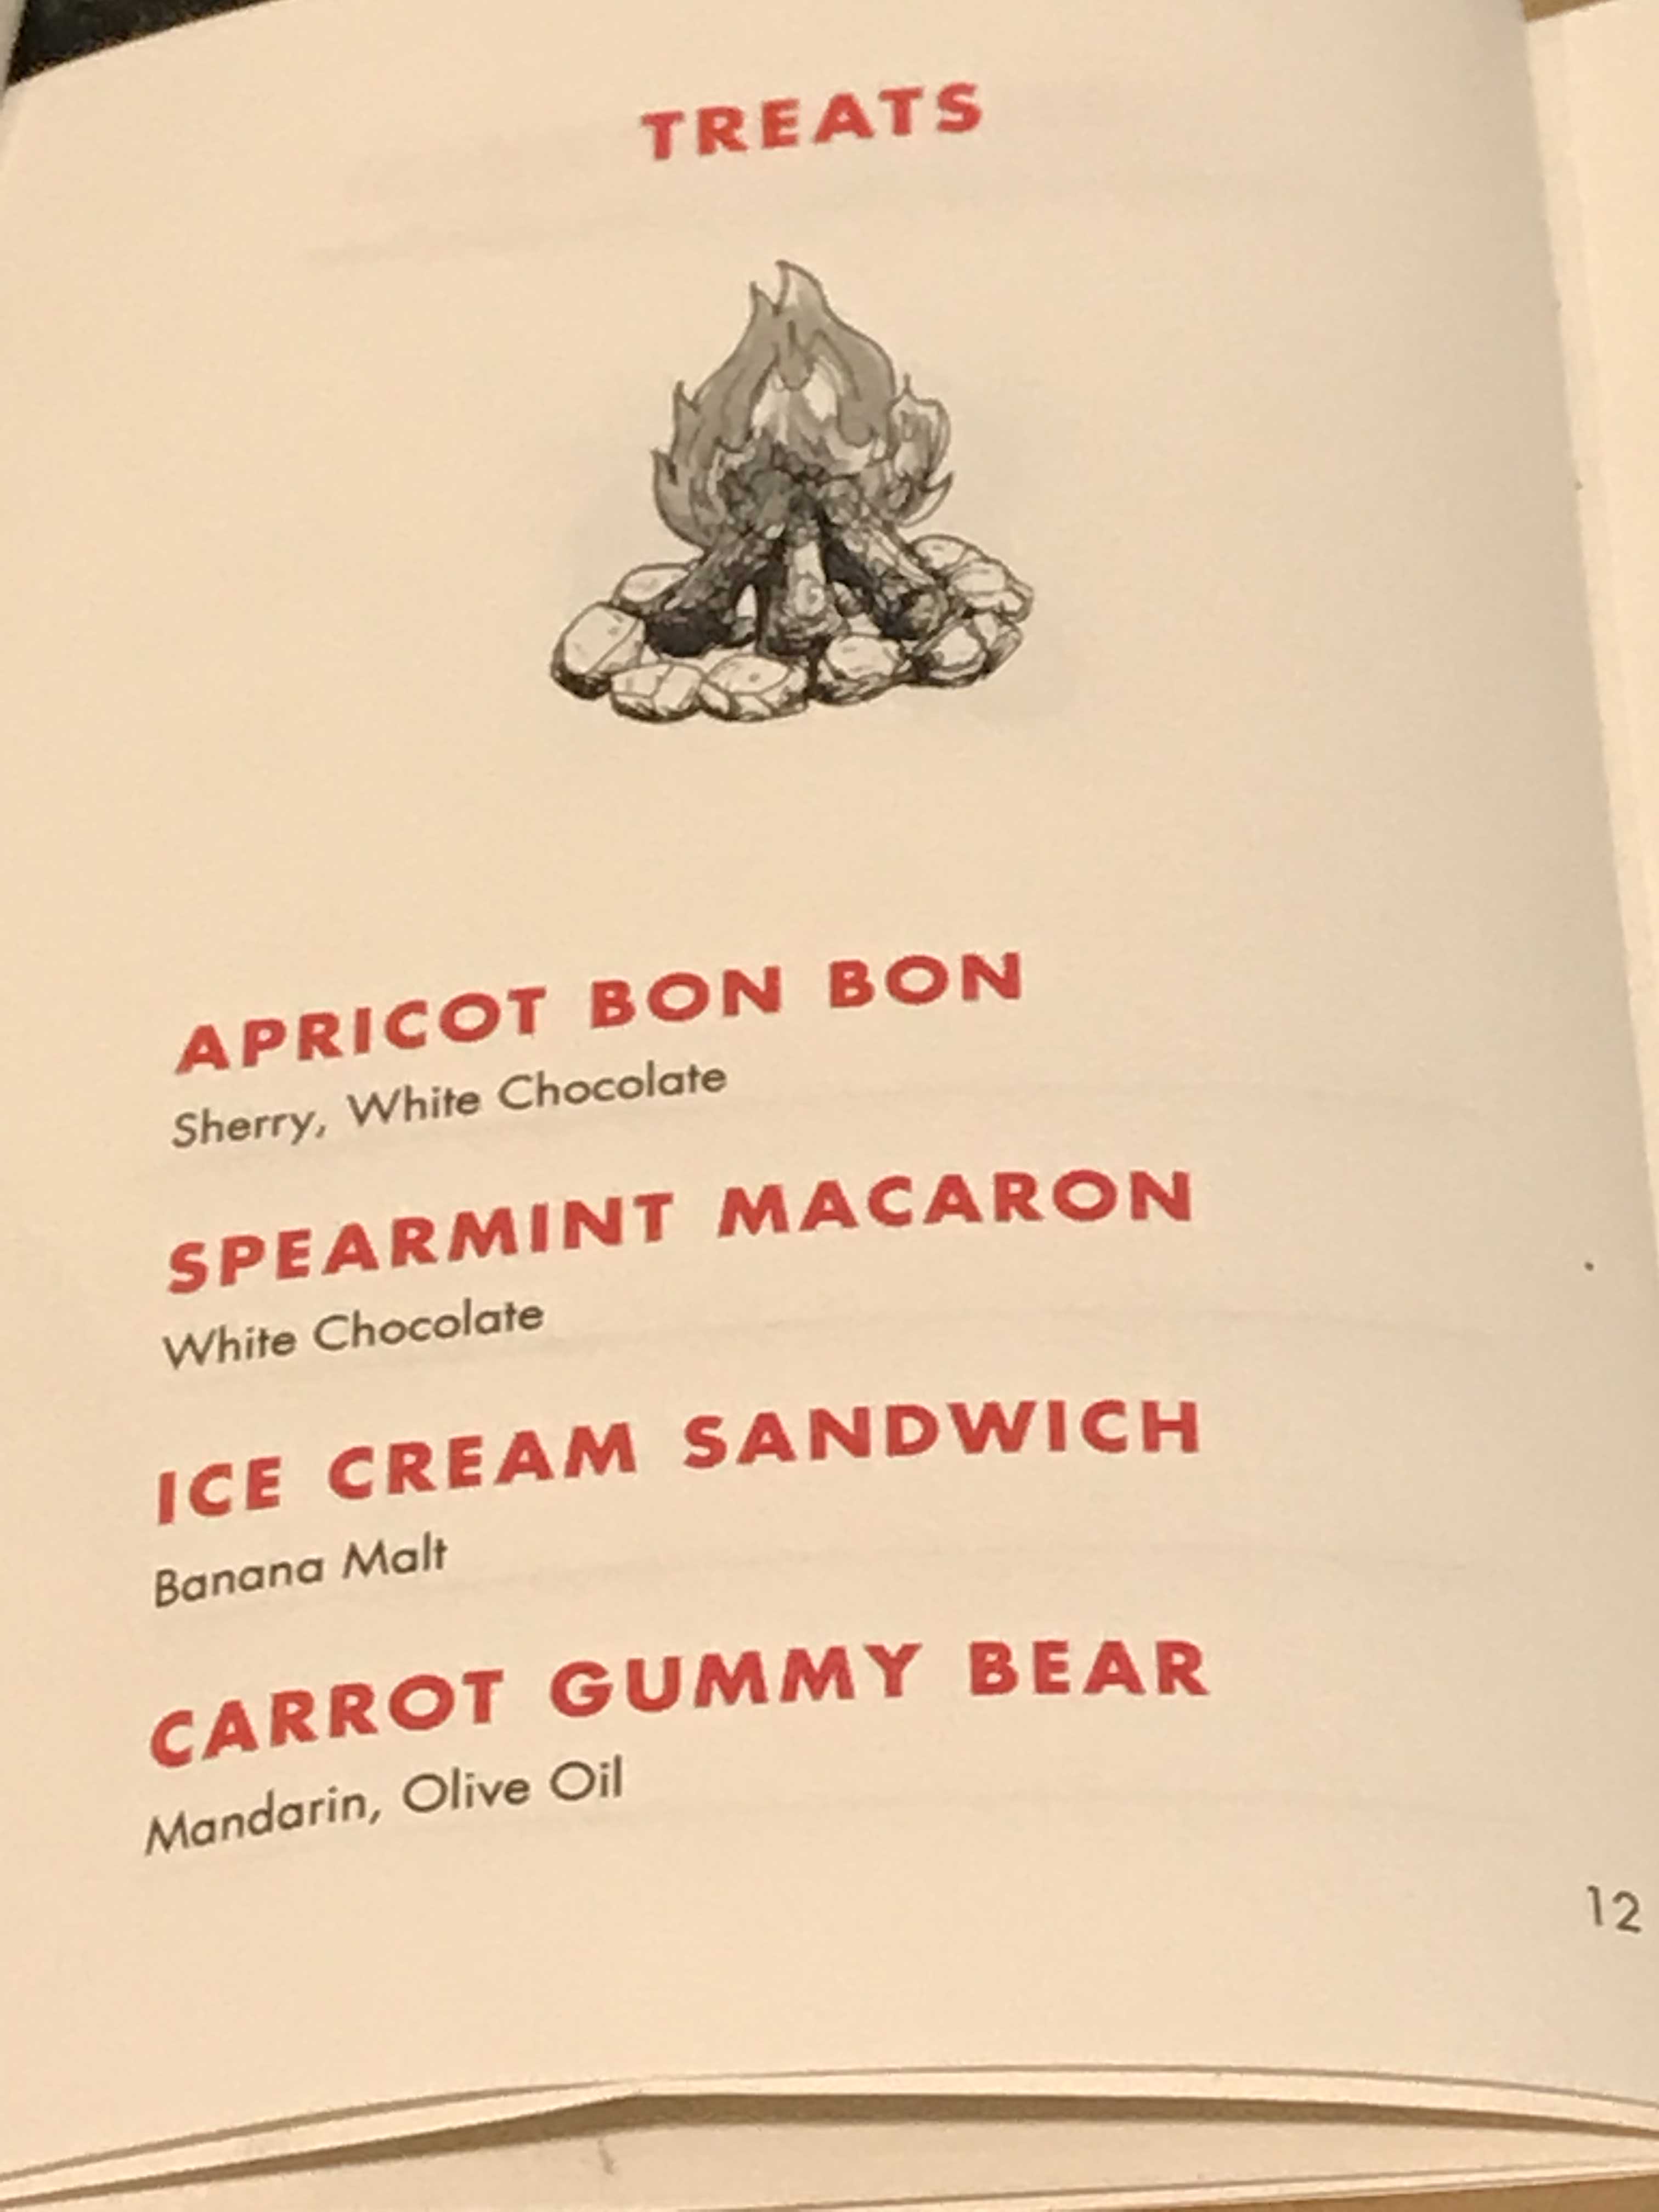 TREATS
APRICOT BON BON
Sherry, White Chocolate
SPEARMINT MACARON
White Chocolate
ICE CREAM SANDWICH
Banana Malt
CARROT GUMMY BEAR
Mandarin, Olive Oil
12